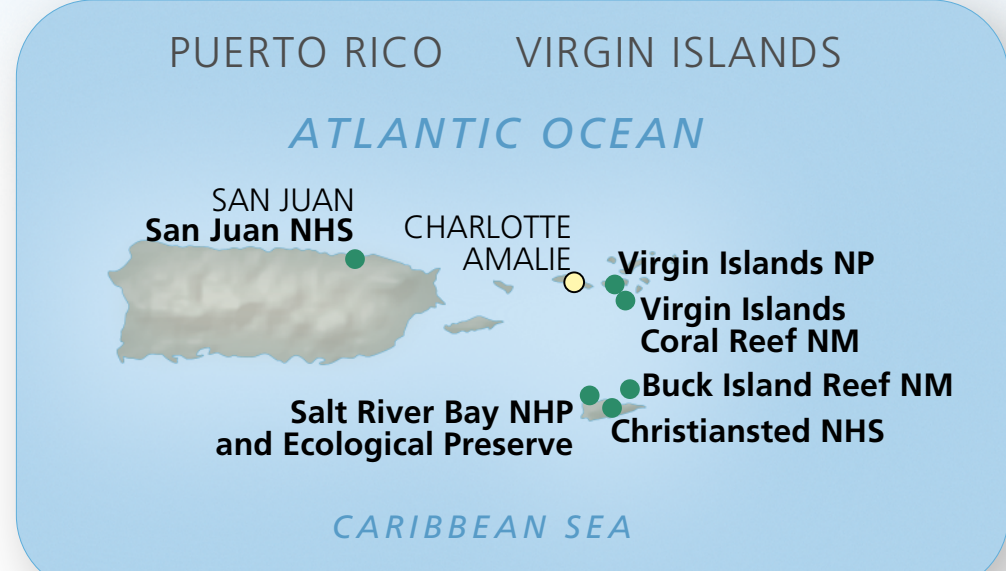 PUERTO RICO
VIRGIN ISLANDS
ATLANTIC OCEAN
SAN JUAN
San Juan NHS
CHARLOTTE
AMALIE
Virgin Islands NP
Virgin Islands
Coral Reef NM
Buck Island Reef NM
Salt River Bay NHP
and Ecological Preserve
Christiansted NHS
CARIBBEAN SEA